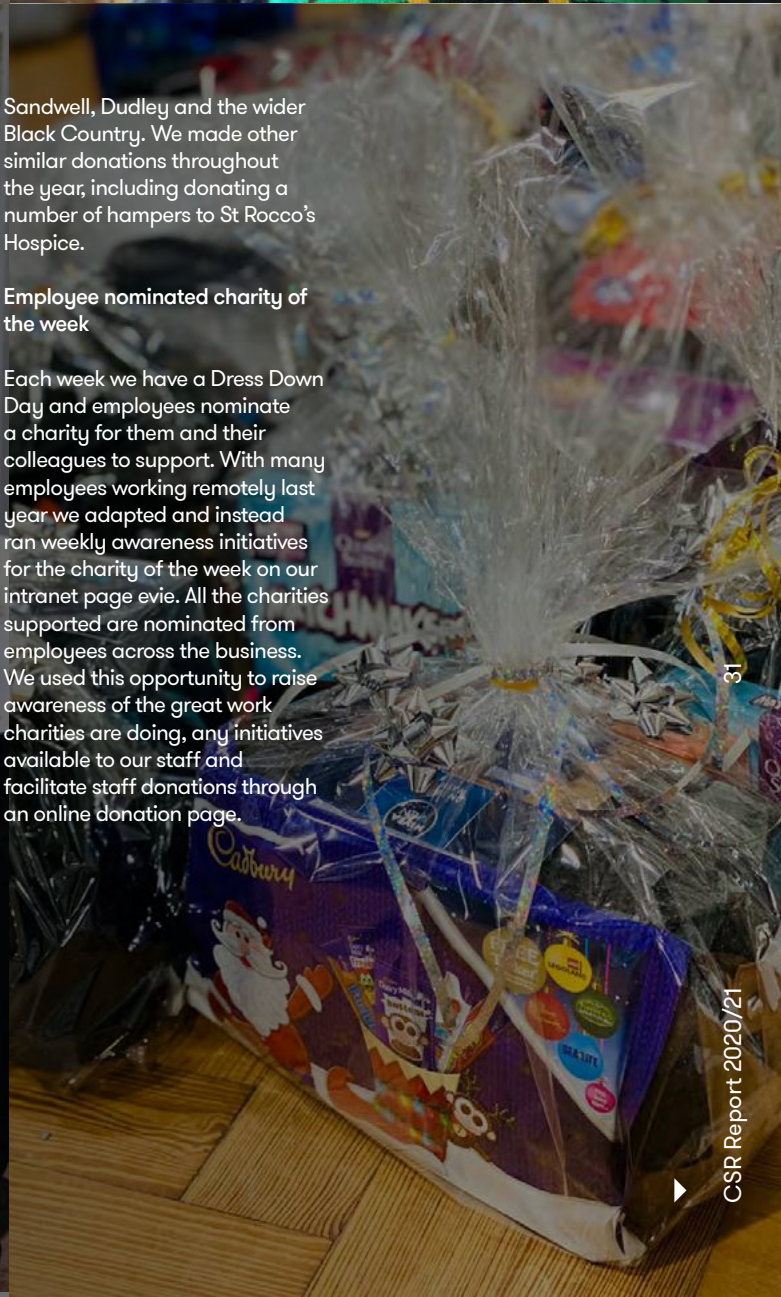 Sandwell, Dudley and the wider
Black Country. We made other
similar donations throughout
the year, including donating a
number of hampers to St Rocco's
Hospice.
Employee nominated charity of
the week
Each week we have a Dress Down
Day and employees nominate
a charity for them and their
colleagues to support. With many
employees working remotely last
year we adapted and instead
ran weekly awareness initiatives
for the charity of the week on our
intranet page evie. All the charities
supported are nominated from
employees across the business.
We used this opportunity to raise
awareness of the great work
charities are doing, any initiatives
available to our staff and
facilitate staff donations through
an online donation page.
Cadbury
LEGOLAND
SEA LIFE
31
CSR Report 2020/21